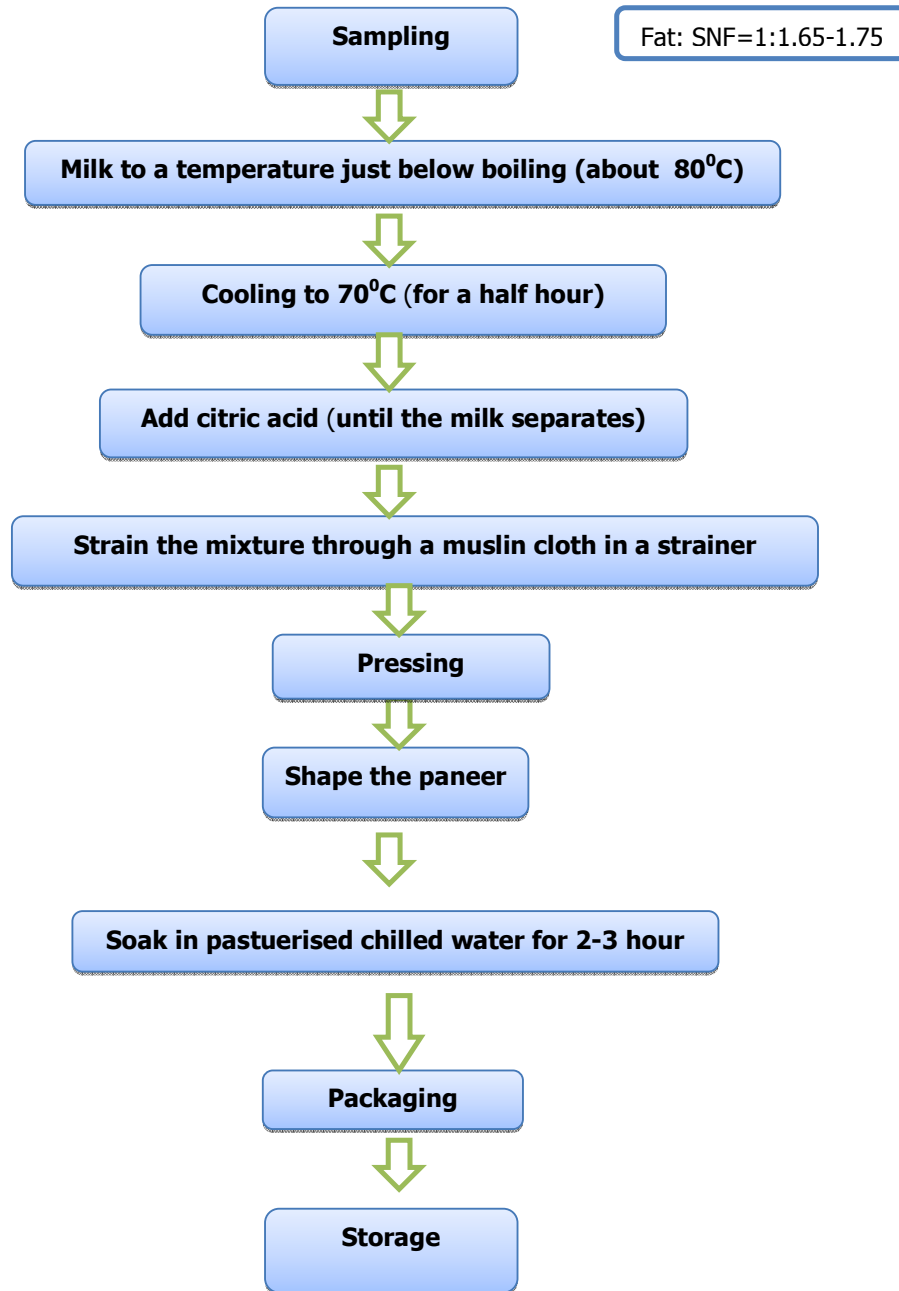 Sampling
Fat: SNF=1:1.65-1.75
Milk to a temperature just below boiling (about 80⁰C)
Cooling to 70⁰C (for a half hour)
Add citric acid (until the milk separates)
Strain the mixture through a muslin cloth in a strainer
Pressing
Shape the paneer
Soak in pastuerised chilled water for 2-3 hour
Packaging
Storage